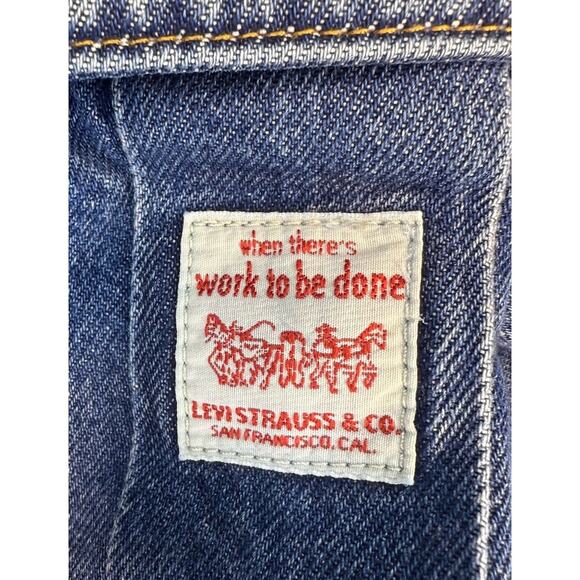 when there's
work to be done
LEVI STRAUSS & CO.
SAN FRANCISCO, CAL.